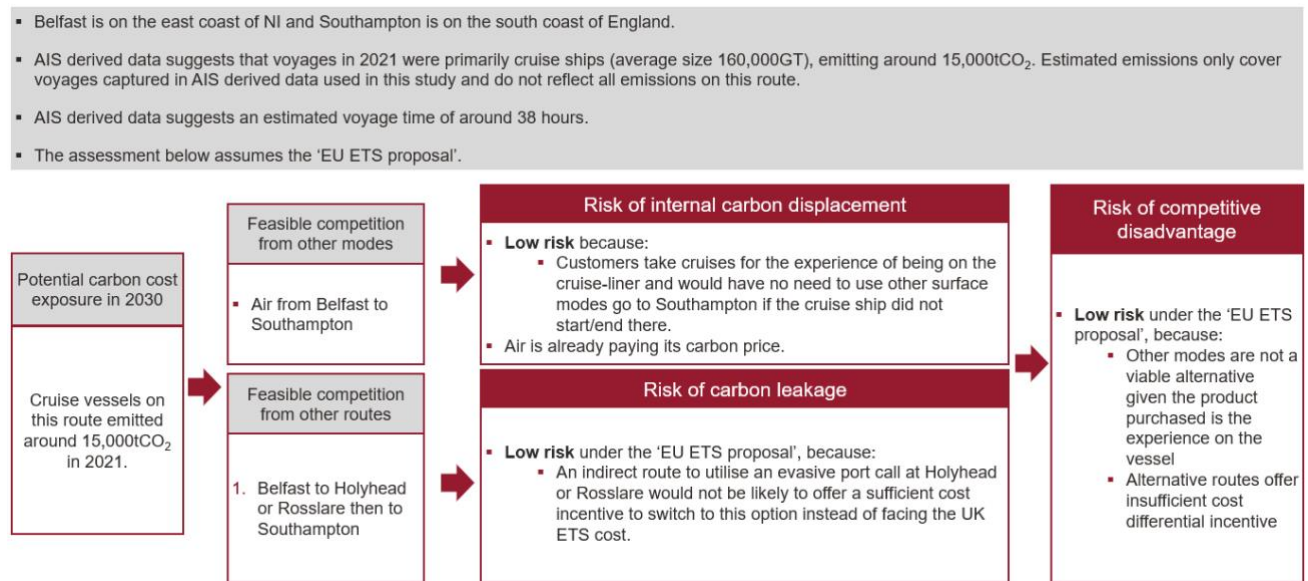 ▪ Belfast is on the east coast of NI and Southampton is on the south coast of England.
▪ AIS derived data suggests that voyages in 2021 were primarily cruise ships (average size 160,000GT), emitting around 15,000tCO₂. Estimated emissions only cover
voyages captured in AIS derived data used in this study and do not reflect all emissions on this route.
▪ AIS derived data suggests an estimated voyage time of around 38 hours.
▪ The assessment below assumes the ‘EU ETS proposal’.
Potential carbon cost
exposure in 2030
Cruise vessels on
this route emitted
around 15,000tCO₂
in 2021.
Feasible competition
from other modes
▪ Air from Belfast to
Southampton
Feasible competition
from other routes
1. Belfast to Holyhead
or Rosslare then to
Southampton
Risk of internal carbon displacement
▪ Low risk because:
▪ Customers take cruises for the experience of being on the
cruise-liner and would have no need to use other surface
modes go to Southampton if the cruise ship did not
start/end there.
▪ Air is already paying its carbon price.
Risk of carbon leakage
▪ Low risk under the ‘EU ETS proposal’, because:
▪ An indirect route to utilise an evasive port call at Holyhead
or Rosslare would not be likely to offer a sufficient cost
incentive to switch to this option instead of facing the UK
ETS cost.
Risk of competitive
disadvantage
▪ Low risk under the ‘EU ETS
proposal’, because:
▪ Other modes are not a
viable alternative
given the product
purchased is the
experience on the
vessel
▪ Alternative routes offer
insufficient cost
differential incentive